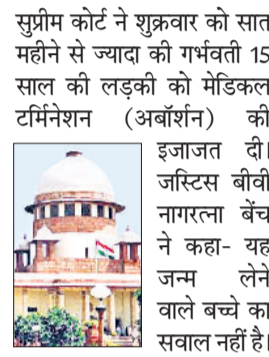 सुप्रीम कोर्ट ने शुक्रवार को सात
महीने से ज्यादा की गर्भवती 15
साल की लड़की को मेडिकल
टर्मिनेशन (अबॉर्शन) की
इजाजत दी।
जस्टिस बीवी
नागरत्ना बेंच
ने कहा- यह
जन्म लेने
वाले बच्चे का
सवाल नहीं है।